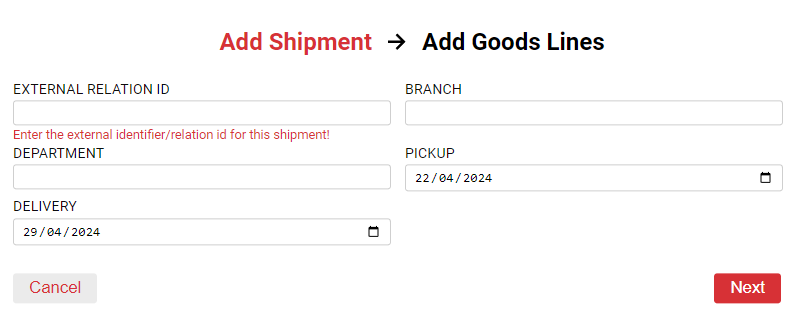 Add Shipment → Add Goods Lines
EXTERNAL RELATION ID
BRANCH
Enter the external identifier/relation id for this shipment!
DEPARTMENT
PICKUP
22/04/2024
DELIVERY
29/04/2024
Cancel
Next